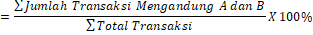 = ∑Jumlah Transaksi Mengandung A dan B
∑Total Transaksi
X 100%